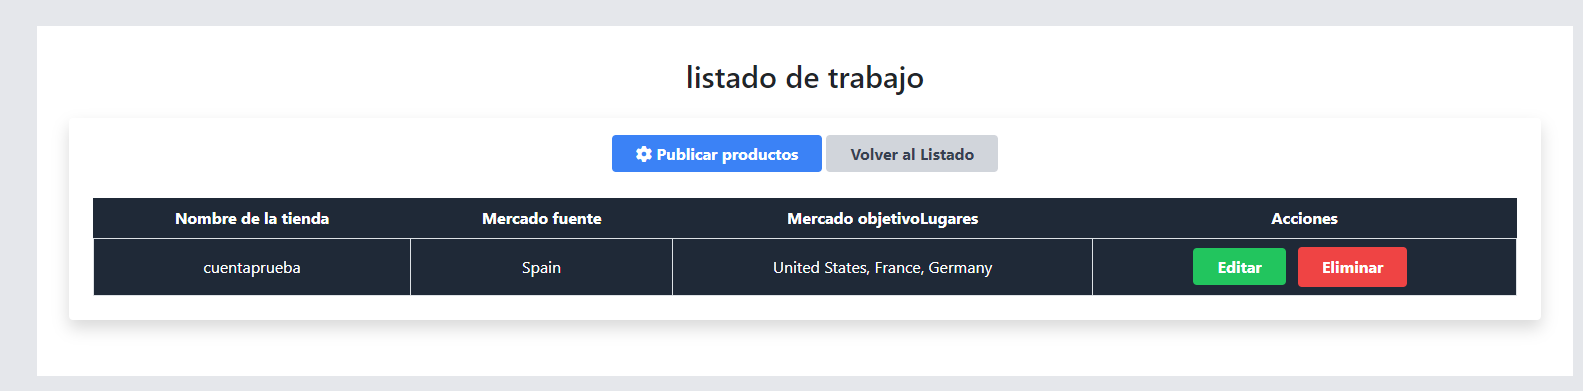 listado de trabajo
Publicar productos Volver al Listado
Nombre de la tienda Mercado fuente Mercado objetivoLugares Acciones
cuentaprueba Spain United States, France, Germany Editar Eliminar